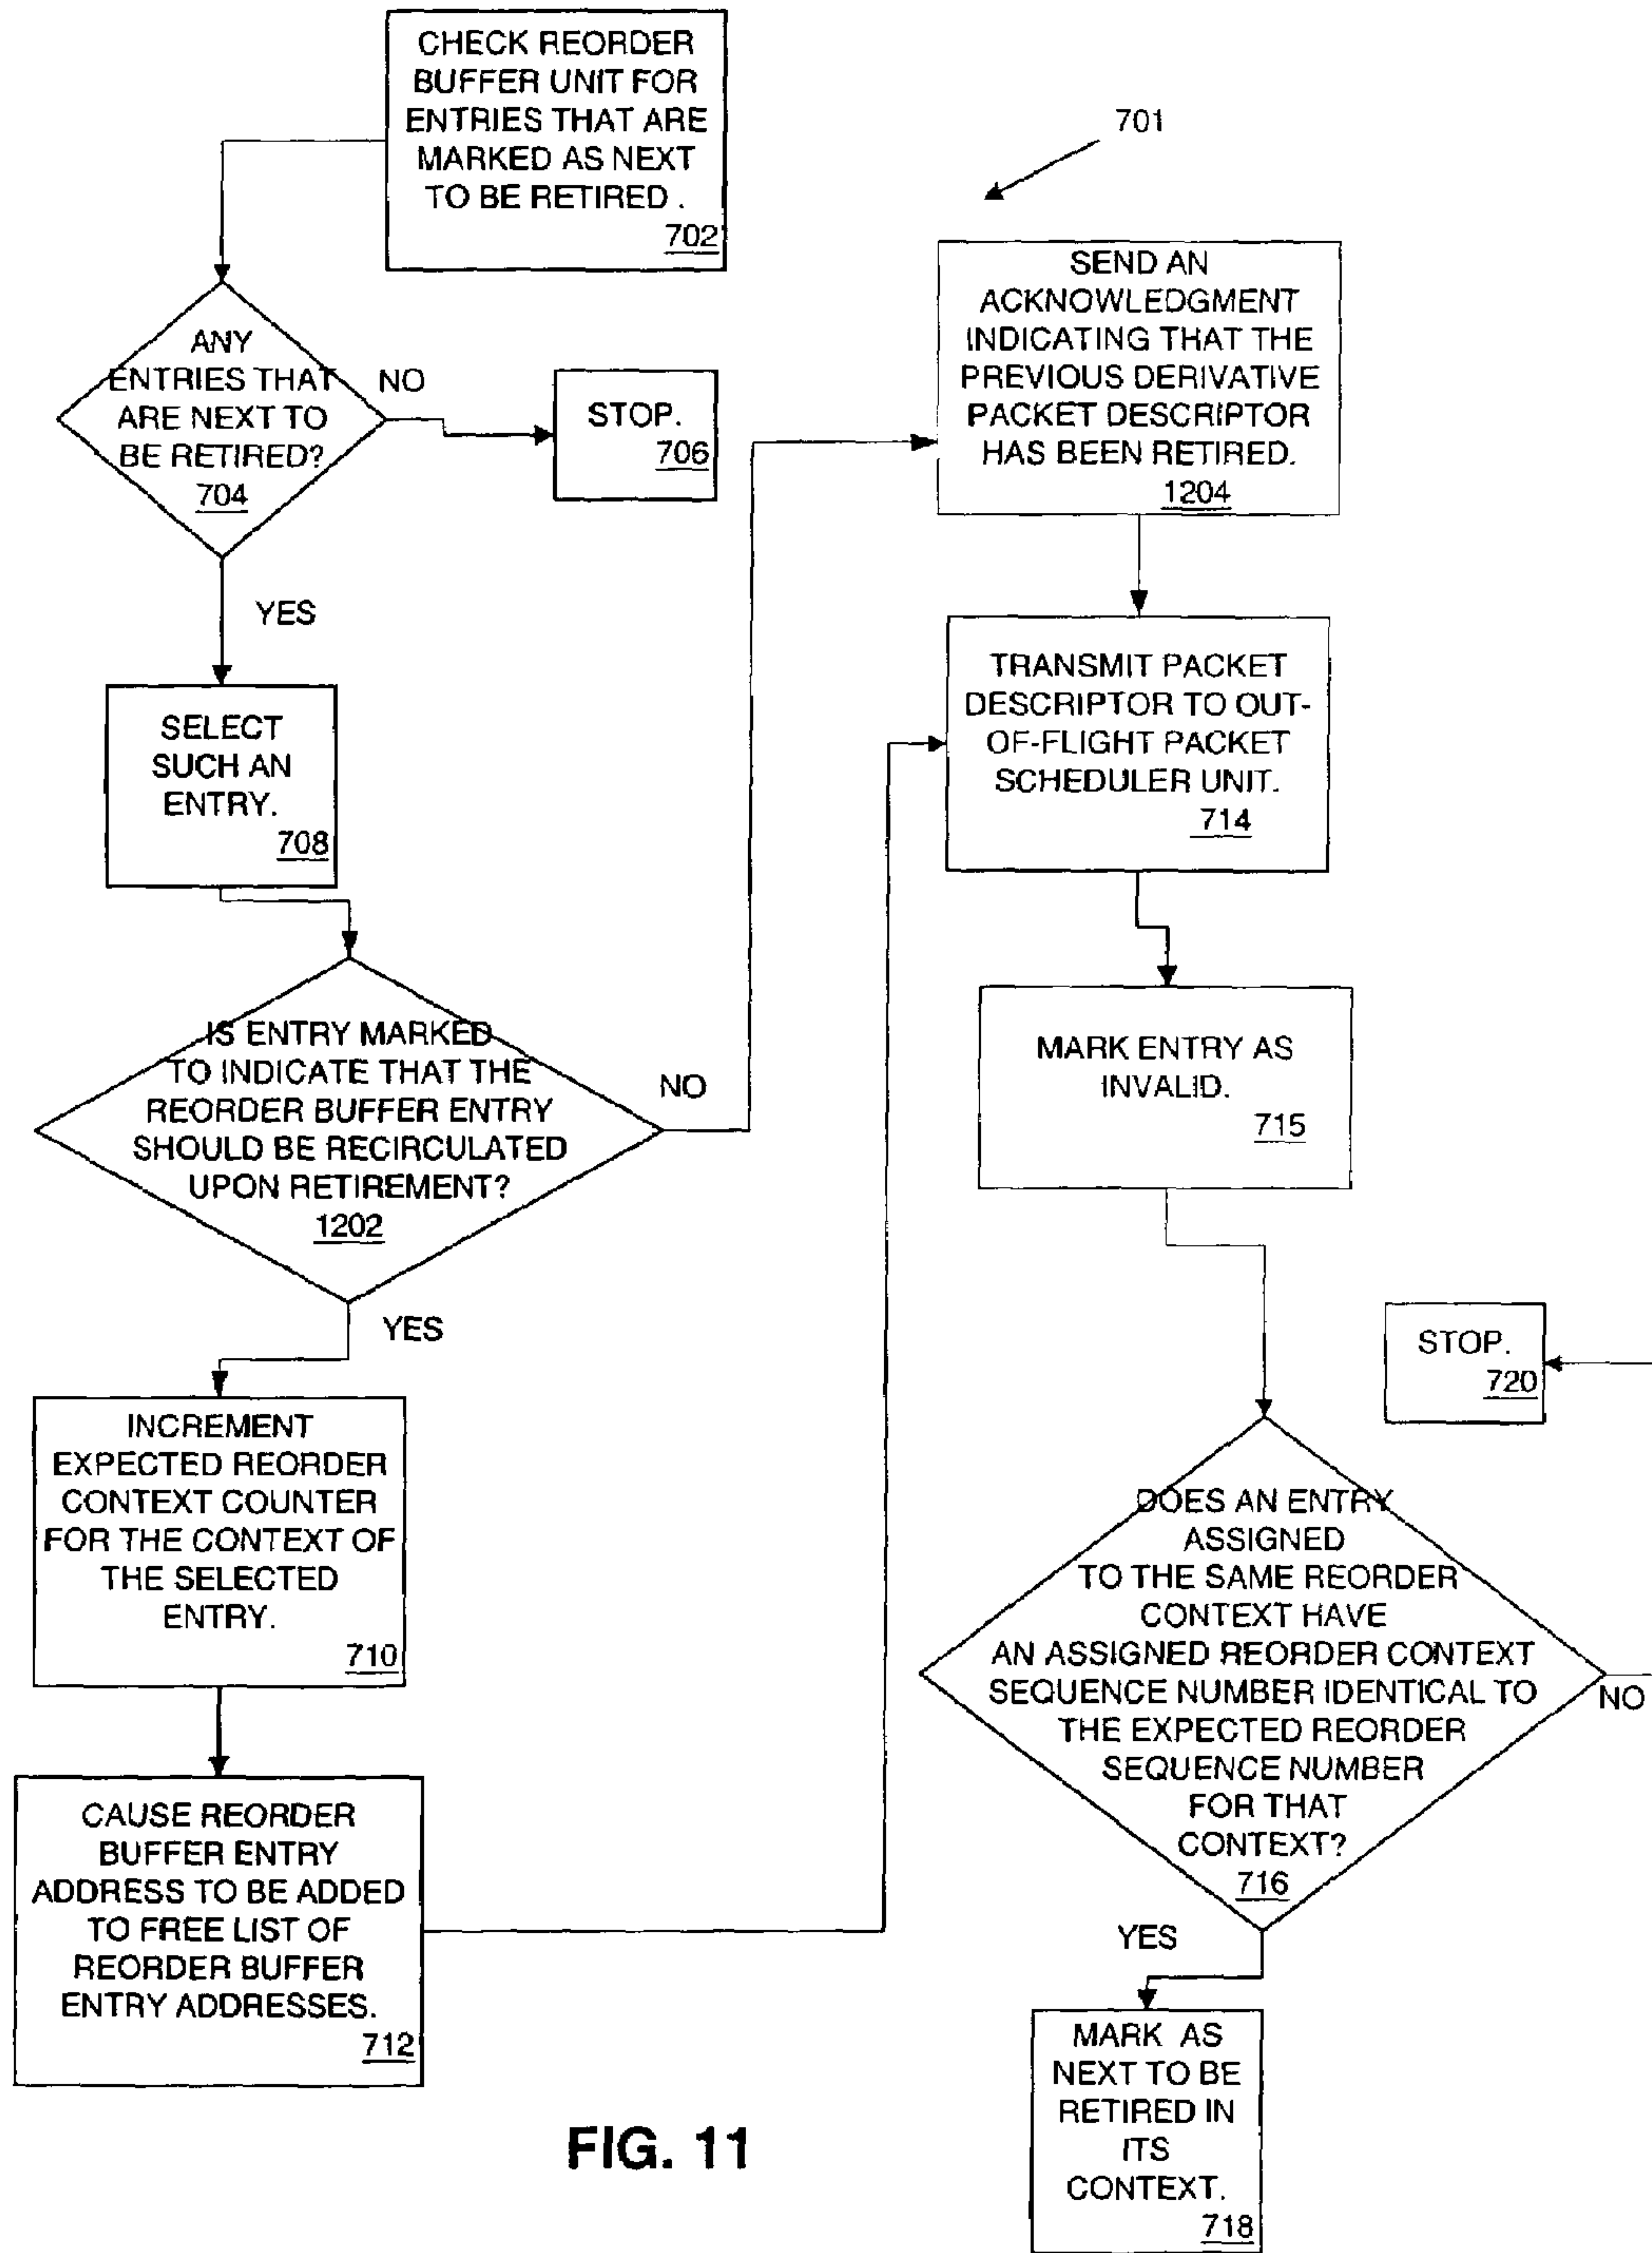 CHECK REORDER
BUFFER UNIT FOR
ENTRIES THAT ARE
MARKED AS NEXT
TO BE RETIRED .
702
701
ANY
ENTRIES THAT
ARE NEXT TO
BE RETIRED?
704
NO
STOP.
706
YES
SELECT
SUCH AN
ENTRY.
708
IS ENTRY MARKED
TO INDICATE THAT THE
REORDER BUFFER ENTRY
SHOULD BE RECIRCULATED
UPON RETIREMENT?
1202
NO
YES
INCREMENT
EXPECTED REORDER
CONTEXT COUNTER
FOR THE CONTEXT OF
THE SELECTED
ENTRY.
710
CAUSE REORDER
BUFFER ENTRY
ADDRESS TO BE ADDED
TO FREE LIST OF
REORDER BUFFER
ENTRY ADDRESSES.
712
SEND AN
ACKNOWLEDGMENT
INDICATING THAT THE
PREVIOUS DERIVATIVE
PACKET DESCRIPTOR
HAS BEEN RETIRED.
1204
TRANSMIT PACKET
DESCRIPTOR TO OUT-
OF-FLIGHT PACKET
SCHEDULER UNIT.
714
MARK ENTRY AS
INVALID.
715
STOP.
720
DOES AN ENTRY
ASSIGNED
TO THE SAME REORDER
CONTEXT HAVE
AN ASSIGNED REORDER CONTEXT
SEQUENCE NUMBER IDENTICAL TO
THE EXPECTED REORDER
SEQUENCE NUMBER
FOR THAT
CONTEXT?
716
NO
YES
MARK AS
NEXT TO BE
RETIRED IN
ITS
CONTEXT.
718
FIG. 11